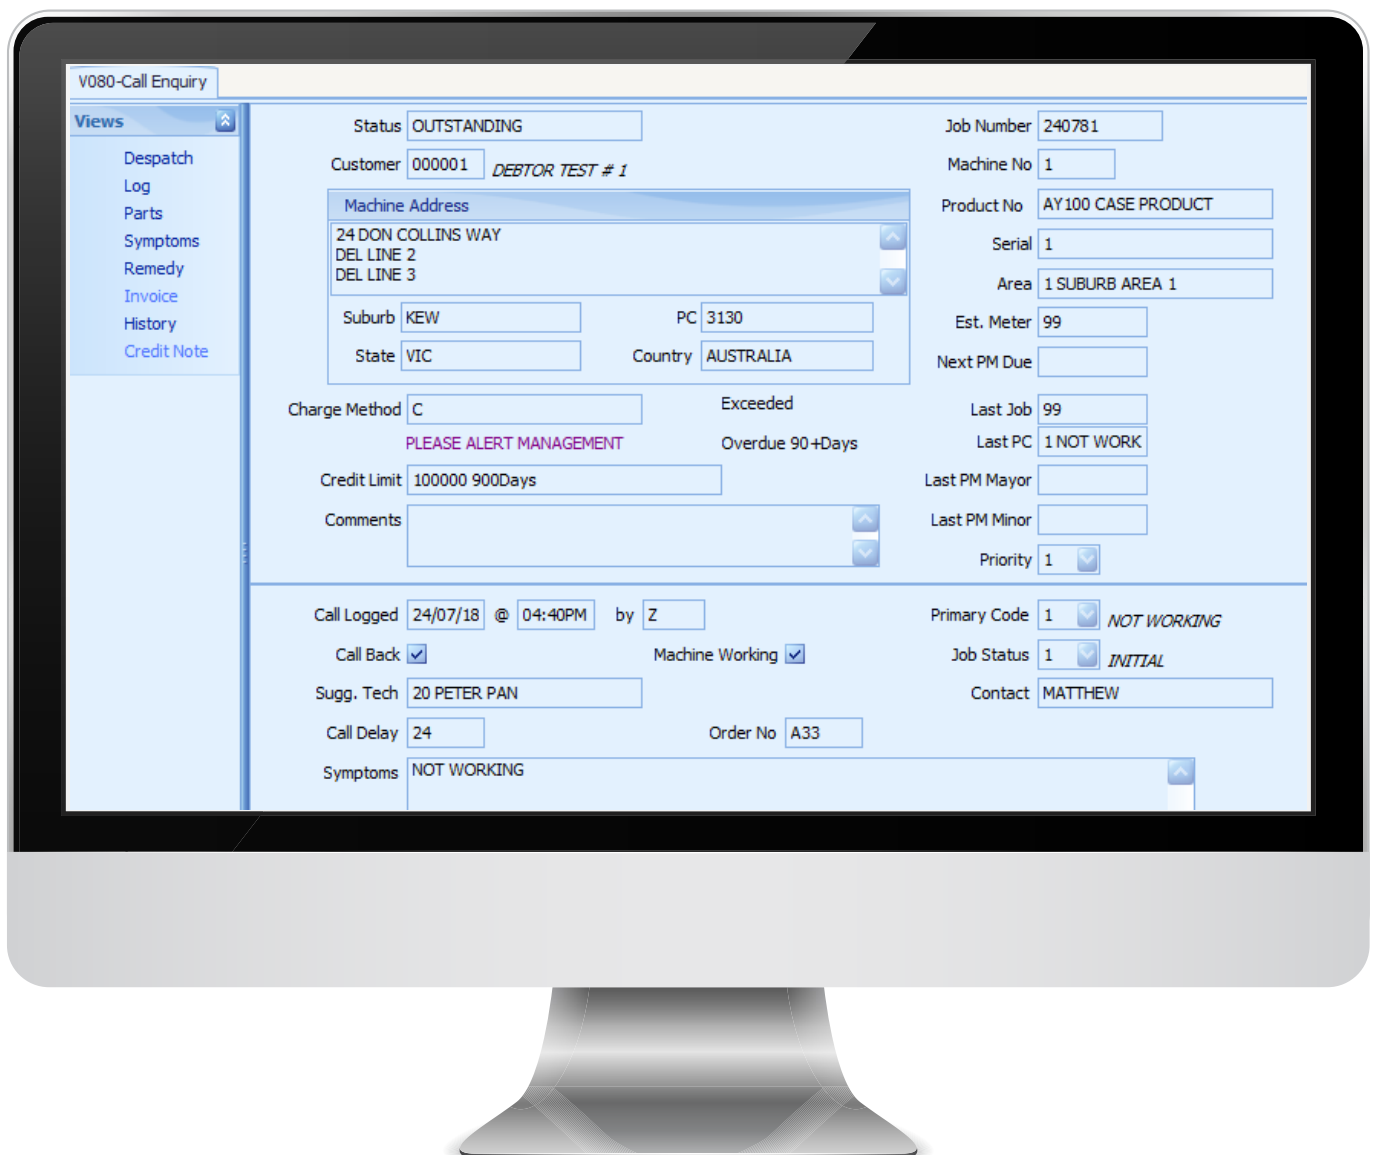 V080-Call Enquiry
Views
Despatch
Log
Parts
Symptoms
Remedy
Invoice
History
Credit Note
Status OUTSTANDING
Customer 000001 DEBTOR TEST # 1
Machine Address
24 DON COLLINS WAY
DEL LINE 2
DEL LINE 3
Suburb KEW PC 3130
State VIC Country AUSTRALIA
Charge Method C Exceeded
PLEASE ALERT MANAGEMENT Overdue 90+Days
Credit Limit 100000 900Days
Comments
Job Number 240781
Machine No 1
Product No AY100 CASE PRODUCT
Serial 1
Area 1 SUBURB AREA 1
Est. Meter 99
Next PM Due
Last Job 99
Last PC 1 NOT WORK
Last PM Mayor
Last PM Minor
Priority 1
Call Logged 24/07/18 @ 04:40PM by Z
Call Back Machine Working
Sugg. Tech 20 PETER PAN
Call Delay 24 Order No A33
Symptoms NOT WORKING
Primary Code 1 NOT WORKING
Job Status 1 INITIAL
Contact MATTHEW